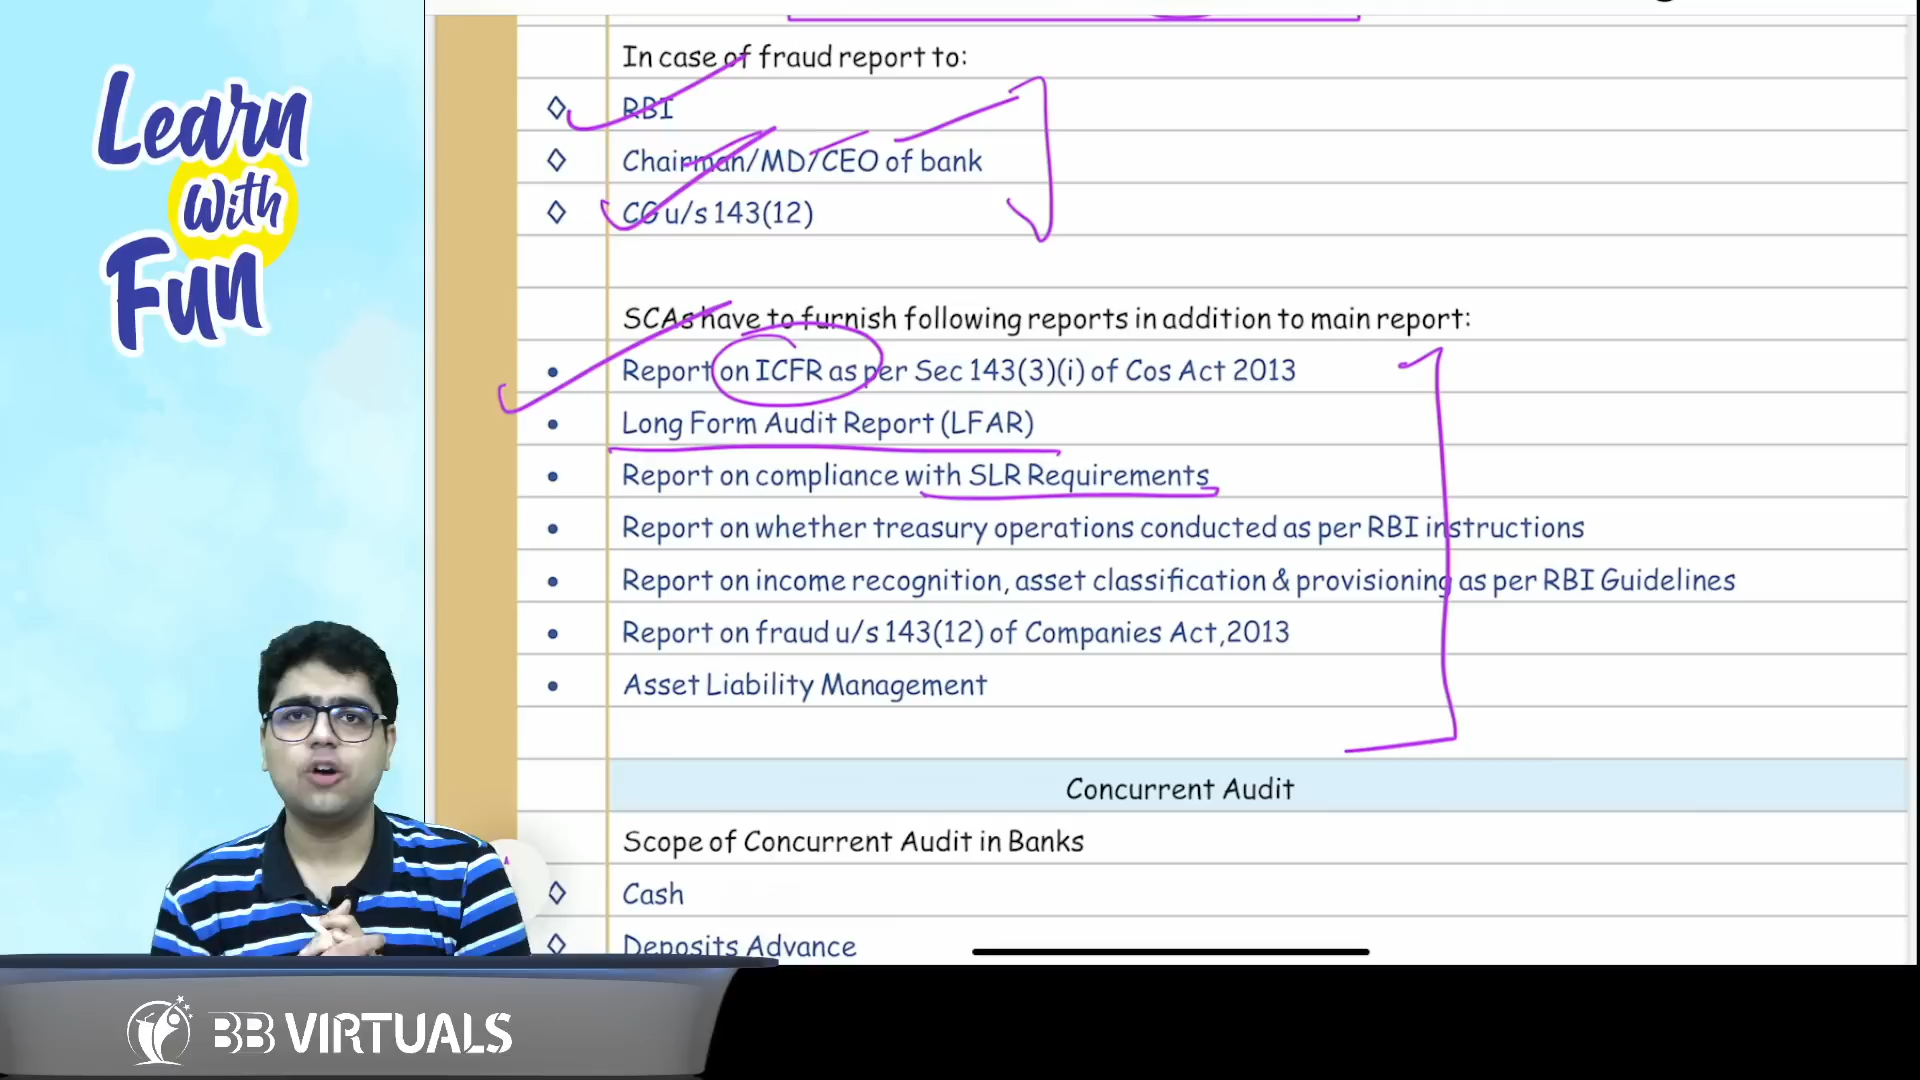 Learn
With
Fun
In case of fraud report to:
RBI
Chairman/MD/CEO of bank
CG u/s 143(12)
SCAs have to furnish following reports in addition to main report:
Report on ICFR as per Sec 143(3)(i) of Cos Act 2013
Long Form Audit Report (LFAR)
Report on compliance with SLR Requirements
Report on whether treasury operations conducted as per RBI instructions
Report on income recognition, asset classification & provisioning as per RBI Guidelines
Report on fraud u/s 143(12) of Companies Act,2013
Asset Liability Management
Concurrent Audit
Scope of Concurrent Audit in Banks
Cash
Deposits Advance
BB VIRTUALS